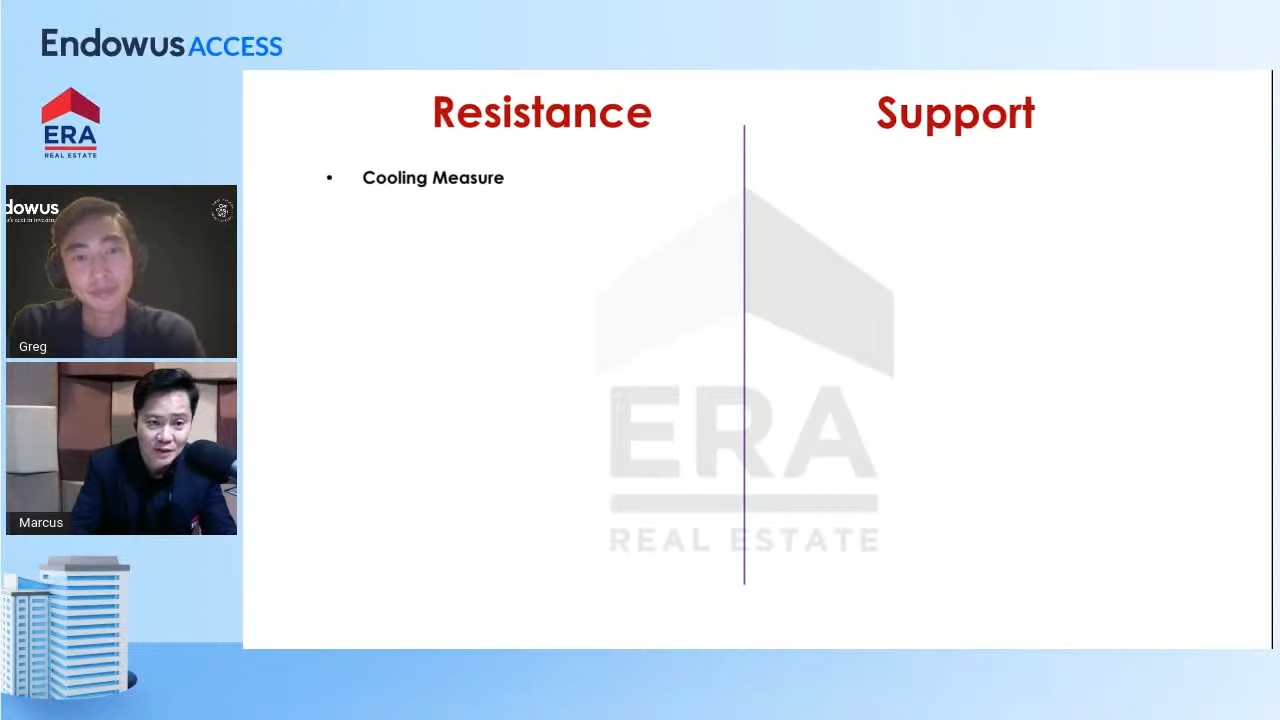 Endowus ACCESS
ERA
REAL ESTATE
dowus
Greg
Marcus
Resistance
Support
• Cooling Measure
ERA
REAL ESTATE